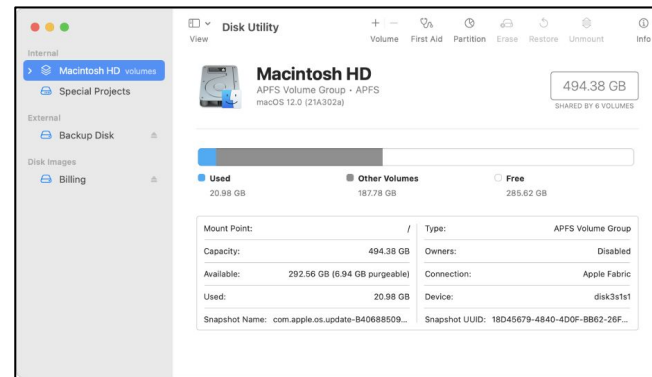 Disk Utility
View Volume First Aid Partition Erase Restore Unmount Info
Internal
Macintosh HD volumes
Special Projects
External
Backup Disk
Disk Images
Billing
Macintosh HD
APFS Volume Group • APFS
macOS 12.0 (21A302a)
494.38 GB
SHARED BY 6 VOLUMES
Used Other Volumes Free
20.98 GB 187.78 GB 285.62 GB
Mount Point: / Type: APFS Volume Group
Capacity: 494.38 GB Owners: Disabled
Available: 292.56 GB (6.94 GB purgeable) Connection: Apple Fabric
Used: 20.98 GB Device: disk3s1s1
Snapshot Name: com.apple.os.update-B40688509... Snapshot UUID: 18D45679-4840-4D0F-BB62-26F...